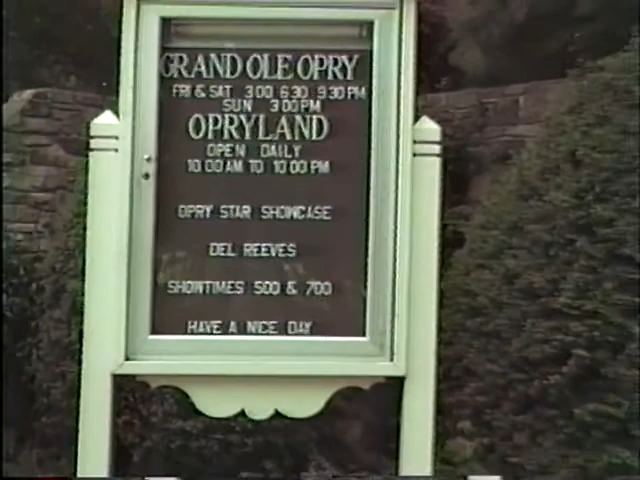 GRAND OLE OPRY
FRI & SAT 3:00 6:30 9:30 PM
SUN 3:00 PM
OPRYLAND
OPEN DAILY
10:00 AM TO 10:00 PM
OPRY STAR SHOWCASE
DEL REEVES
SHOWTIMES 5:00 & 7:00
HAVE A NICE DAY